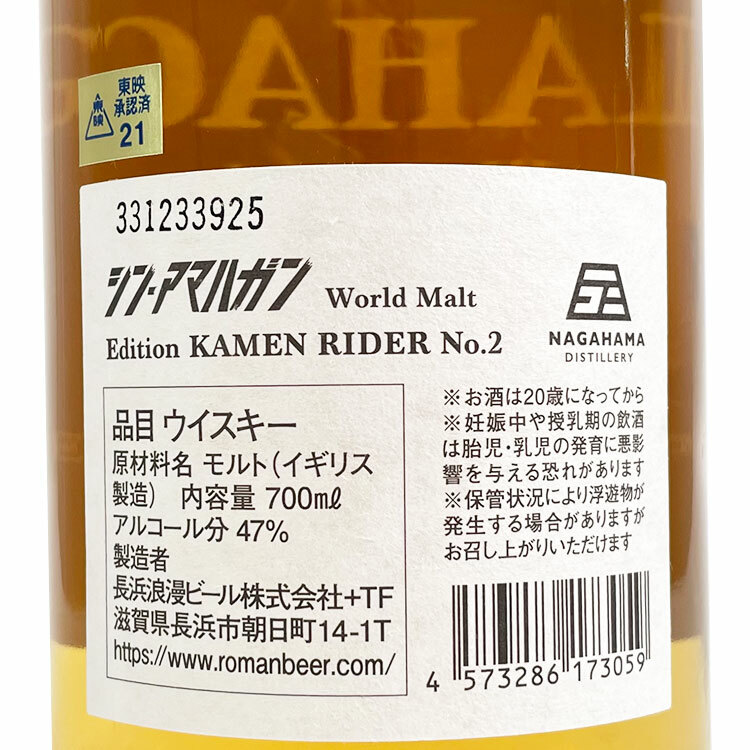 東映
承認済
東映
21
AHAG
331233925
シン・アマハガン World Malt
Edition KAMEN RIDER No.2
NAGAHAMA
DISTILLERY
品目 ウイスキー
原材料名 モルト（イギリス
製造） 内容量 700mℓ
アルコール分 47%
製造者
長浜浪漫ビール株式会社+TF
滋賀県長浜市朝日町14-1T
https://www.romanbeer.com/
※お酒は20歳になってから
※妊娠中や授乳期の飲酒
は胎児・乳児の発育に悪影
響を与える恐れがあります
※保管状況により浮遊物が
発生する場合がありますが
お召し上がりいただけます
4 573286 173059